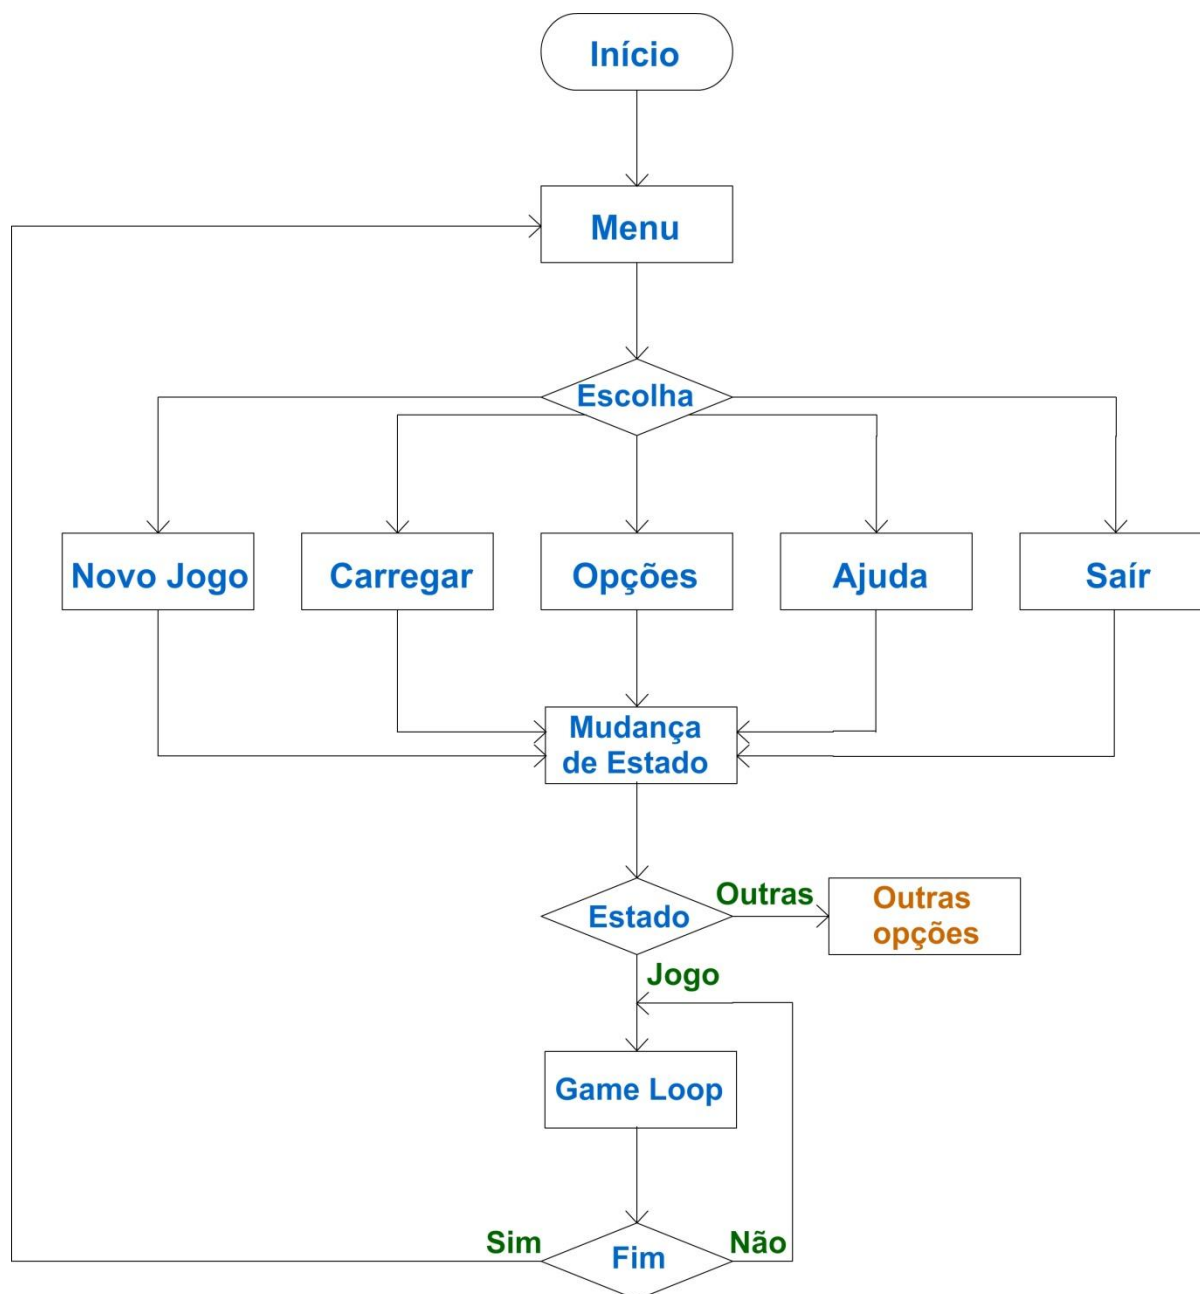 Início
Menu
Escolha
Novo Jogo
Carregar
Opções
Ajuda
Saír
Mudança
de Estado
Estado
Outras
Outras
opções
Jogo
Game Loop
Sim
Fim
Não